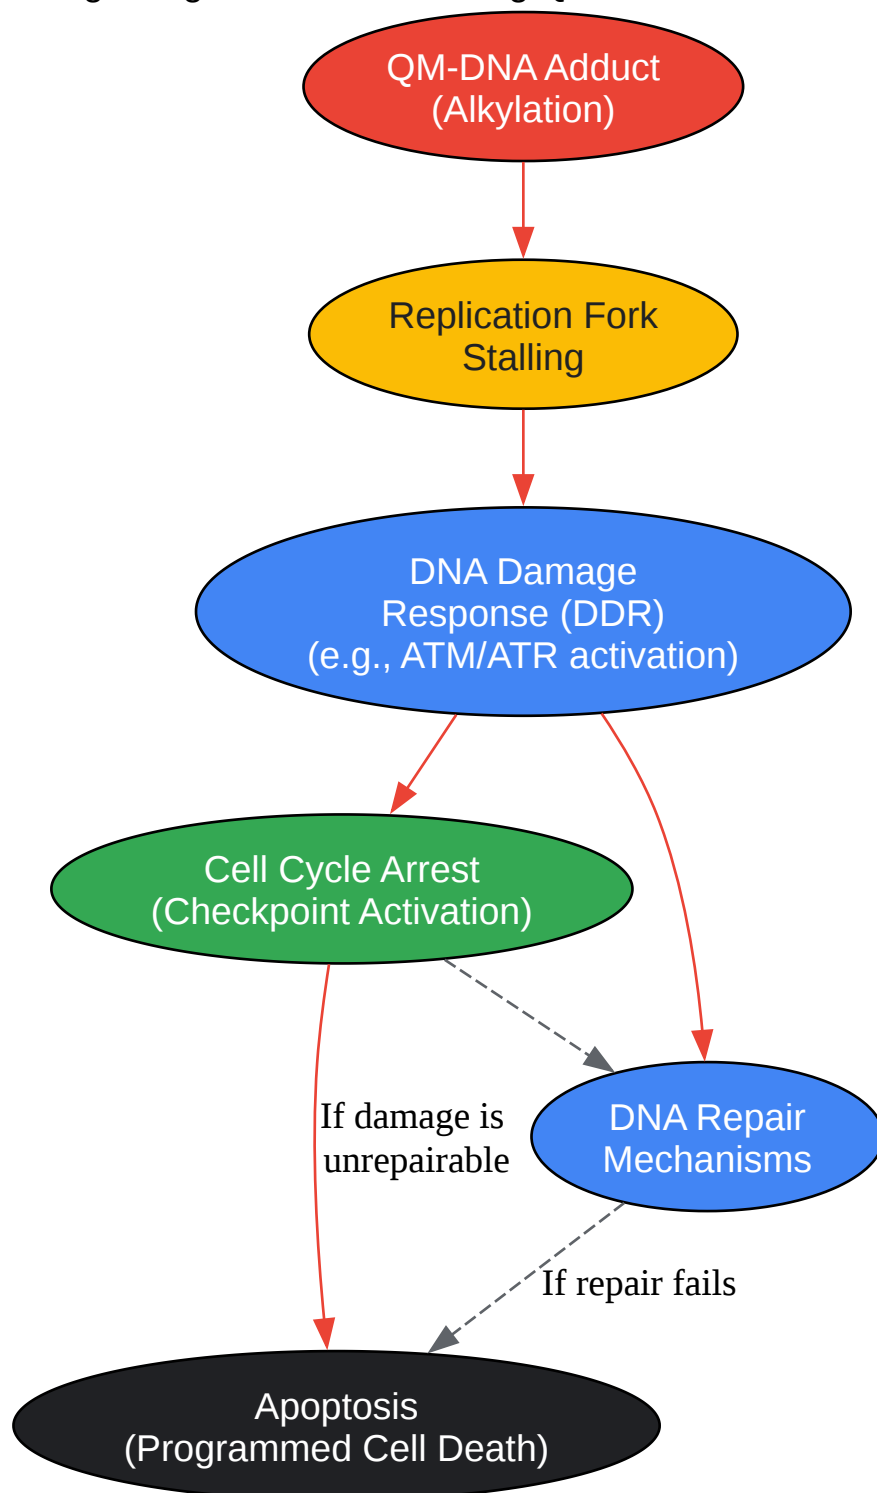 QM-DNA Adduct
(Alkylation)
Replication Fork
Stalling
DNA Damage
Response (DDR)
(e.g., ATM/ATR activation)
Cell Cycle Arrest
(Checkpoint Activation)
If damage is
unrepairable
DNA Repair
Mechanisms
If repair fails
Apoptosis
(Programmed Cell Death)